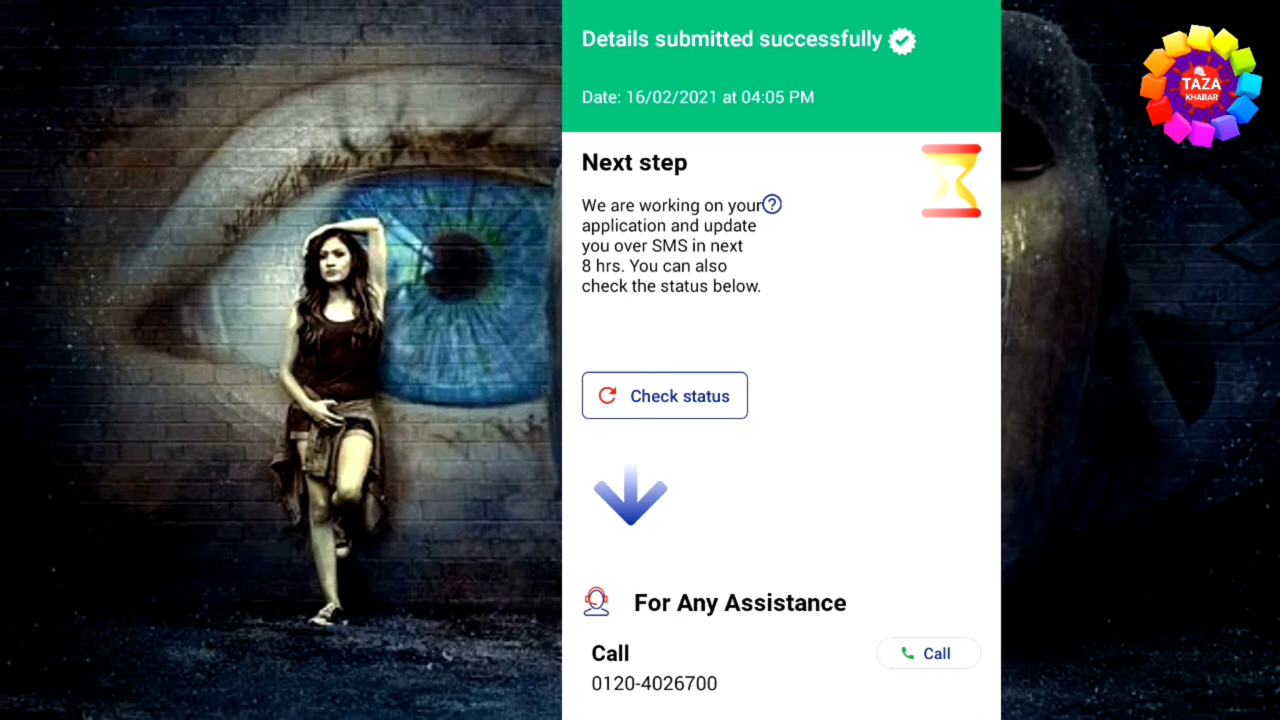 Details submitted successfully
Date: 16/02/2021 at 04:05 PM
TAZA
KHABAR
Next step
We are working on your
application and update
you over SMS in next
8 hrs. You can also
check the status below.
Check status
For Any Assistance
Call
Call
0120-4026700